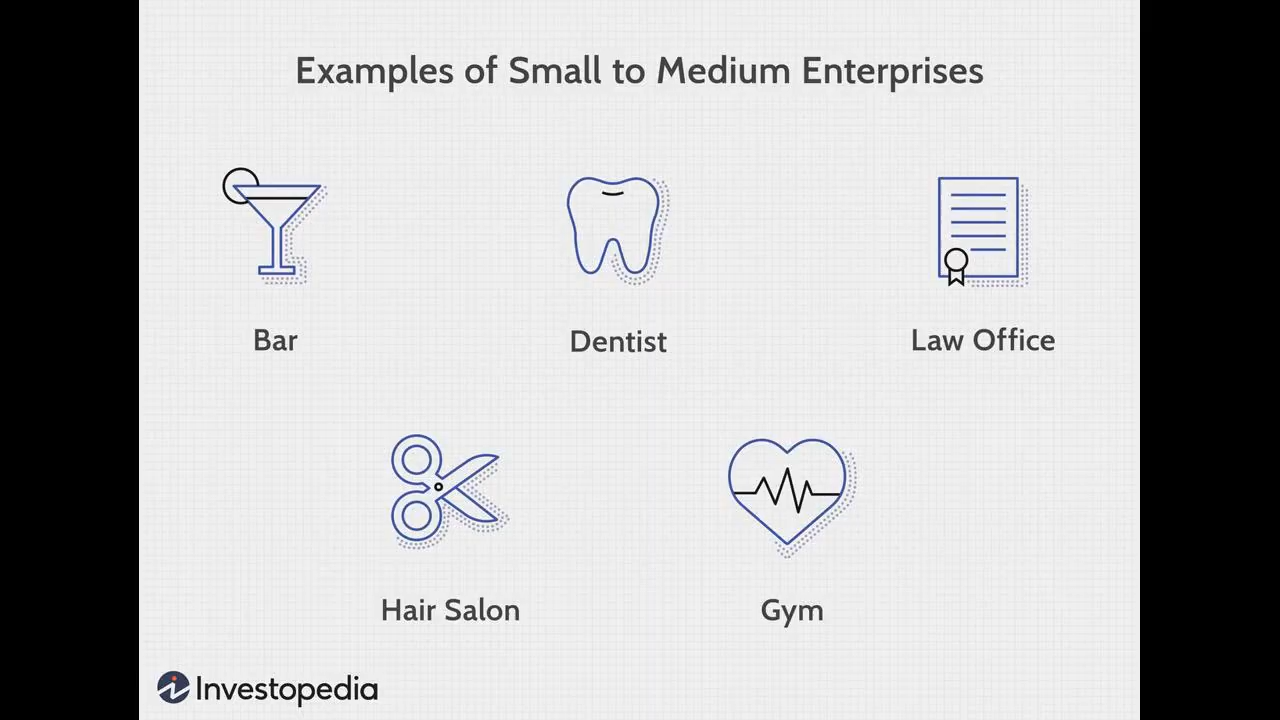 Examples of Small to Medium Enterprises
Bar
Dentist
Law Office
Hair Salon
Gym
Investopedia